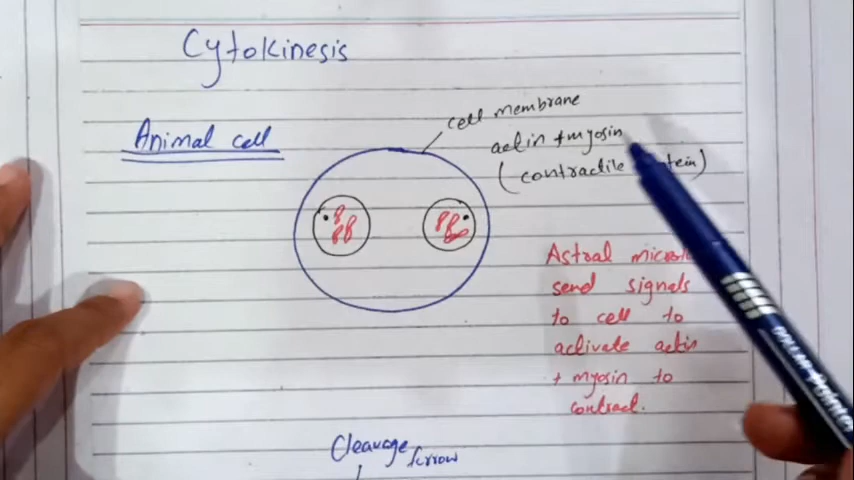 Cytokinesis
Animal cell
cell membrane
actin + myosin
(contractile
Astral
send signals
to cell to
activate actin
+ myosin to
contract.
Cleavage furrow